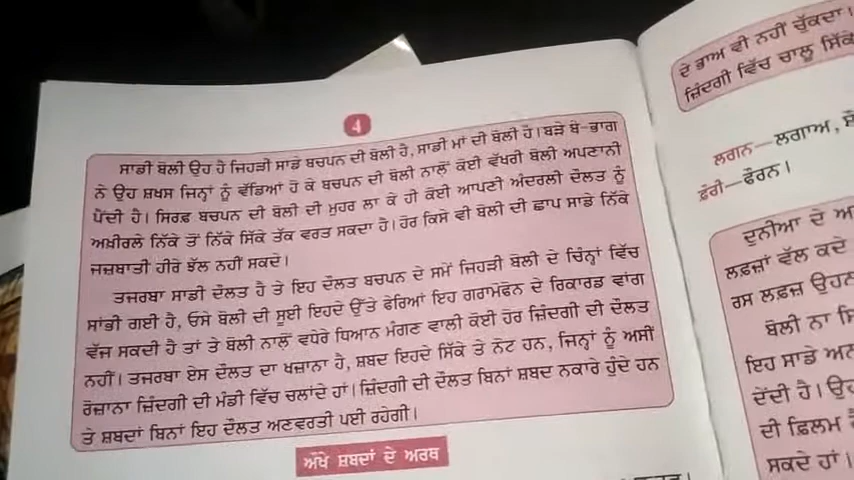 4
ਸਾਡੀ ਬੋਲੀ ਉਹ ਹੈ ਜਿਹੜੀ ਸਾਡੇ ਬਚਪਨ ਦੀ ਬੋਲੀ ਹੈ, ਸਾਡੀ ਮਾਂ ਦੀ ਬੋਲੀ ਹੈ। ਬੜੇ ਬੇ-ਭਾਗ
ਨੇ ਉਹ ਸ਼ਖਸ ਜਿਨ੍ਹਾਂ ਨੂੰ ਵੱਡਿਆਂ ਹੋ ਕੇ ਬਚਪਨ ਦੀ ਬੋਲੀ ਨਾਲੋਂ ਕੋਈ ਵੱਖਰੀ ਬੋਲੀ ਅਪਣਾਨੀ
ਪੈਂਦੀ ਹੈ। ਸਿਰਫ਼ ਬਚਪਨ ਦੀ ਬੋਲੀ ਦੀ ਮੁਹਰ ਲਾ ਕੇ ਹੀ ਕੋਈ ਆਪਣੀ ਅੰਦਰਲੀ ਦੌਲਤ ਨੂੰ
ਅਖ਼ੀਰਲੇ ਨਿੱਕੇ ਤੋਂ ਨਿੱਕੇ ਸਿੱਕੇ ਤੱਕ ਵਰਤ ਸਕਦਾ ਹੈ। ਹੋਰ ਕਿਸੇ ਵੀ ਬੋਲੀ ਦੀ ਛਾਪ ਸਾਡੇ ਨਿੱਕੇ
ਜਜ਼ਬਾਤੀ ਹੀਰੇ ਝੱਲ ਨਹੀਂ ਸਕਦੇ।
ਤਜਰਬਾ ਸਾਡੀ ਦੌਲਤ ਹੈ ਤੇ ਇਹ ਦੌਲਤ ਬਚਪਨ ਦੇ ਸਮੇਂ ਜਿਹੜੀ ਬੋਲੀ ਦੇ ਚਿੰਨ੍ਹਾਂ ਵਿੱਚ
ਸਾਂਭੀ ਗਈ ਹੈ, ਓਸੇ ਬੋਲੀ ਦੀ ਸੂਈ ਇਹਦੇ ਉੱਤੇ ਫੇਰਿਆਂ ਇਹ ਗਰਾਮੋਫੋਨ ਦੇ ਰਿਕਾਰਡ ਵਾਂਗ
ਵੱਜ ਸਕਦੀ ਹੈ ਤਾਂ ਤੇ ਬੋਲੀ ਨਾਲੋਂ ਵਧੇਰੇ ਧਿਆਨ ਮੰਗਣ ਵਾਲੀ ਕੋਈ ਹੋਰ ਜ਼ਿੰਦਗੀ ਦੀ ਦੌਲਤ
ਨਹੀਂ। ਤਜਰਬਾ ਏਸ ਦੌਲਤ ਦਾ ਖਜ਼ਾਨਾ ਹੈ, ਸ਼ਬਦ ਇਹਦੇ ਸਿੱਕੇ ਤੇ ਨੋਟ ਹਨ, ਜਿਨ੍ਹਾਂ ਨੂੰ ਅਸੀਂ
ਰੋਜ਼ਾਨਾ ਜ਼ਿੰਦਗੀ ਦੀ ਮੰਡੀ ਵਿੱਚ ਚਲਾਂਦੇ ਹਾਂ। ਜ਼ਿੰਦਗੀ ਦੀ ਦੌਲਤ ਬਿਨਾਂ ਸ਼ਬਦ ਨਕਾਰੇ ਹੁੰਦੇ ਹਨ
ਤੇ ਸ਼ਬਦਾਂ ਬਿਨਾਂ ਇਹ ਦੌਲਤ ਅਣਵਰਤੀ ਪਈ ਰਹੇਗੀ।
ਔਖੇ ਸ਼ਬਦਾਂ ਦੇ ਅਰਥ
ਦੇ ਭਾਅ ਵੀ ਨਹੀਂ ਚੁੱਕਦਾ।
ਜ਼ਿੰਦਗੀ ਵਿੱਚ ਚਾਲੂ ਸਿੱਕੇ
ਲਗਨ—ਲਗਾਅ,
ਫ਼ੌਰੀ—ਫੌਰਨ।
ਦੁਨੀਆ ਦੇ
ਲਫ਼ਜ਼ਾਂ ਵੱਲ ਕਦੇ
ਰਸ ਲਫ਼ਜ਼ ਉਹਨਾਂ
ਬੋਲੀ ਨਾ
ਇਹ ਸਾਡੇ
ਦੇਂਦੀ ਹੈ।
ਦੀ ਫ਼ਿਲਮ
ਸਕਦੇ ਹਾਂ।